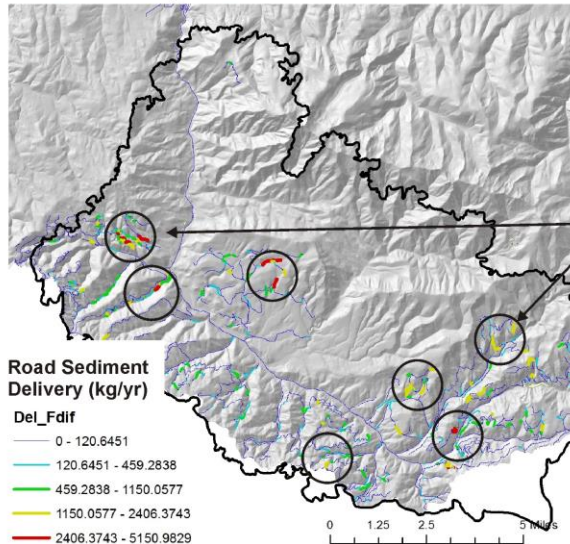 Road Sediment
Delivery (kg/yr)
Del_Fdif
0 - 120.6451
120.6451 - 459.2838
459.2838 - 1150.0577
1150.0577 - 2406.3743
2406.3743 - 5150.9829
0 1.25 2.5 5 Miles